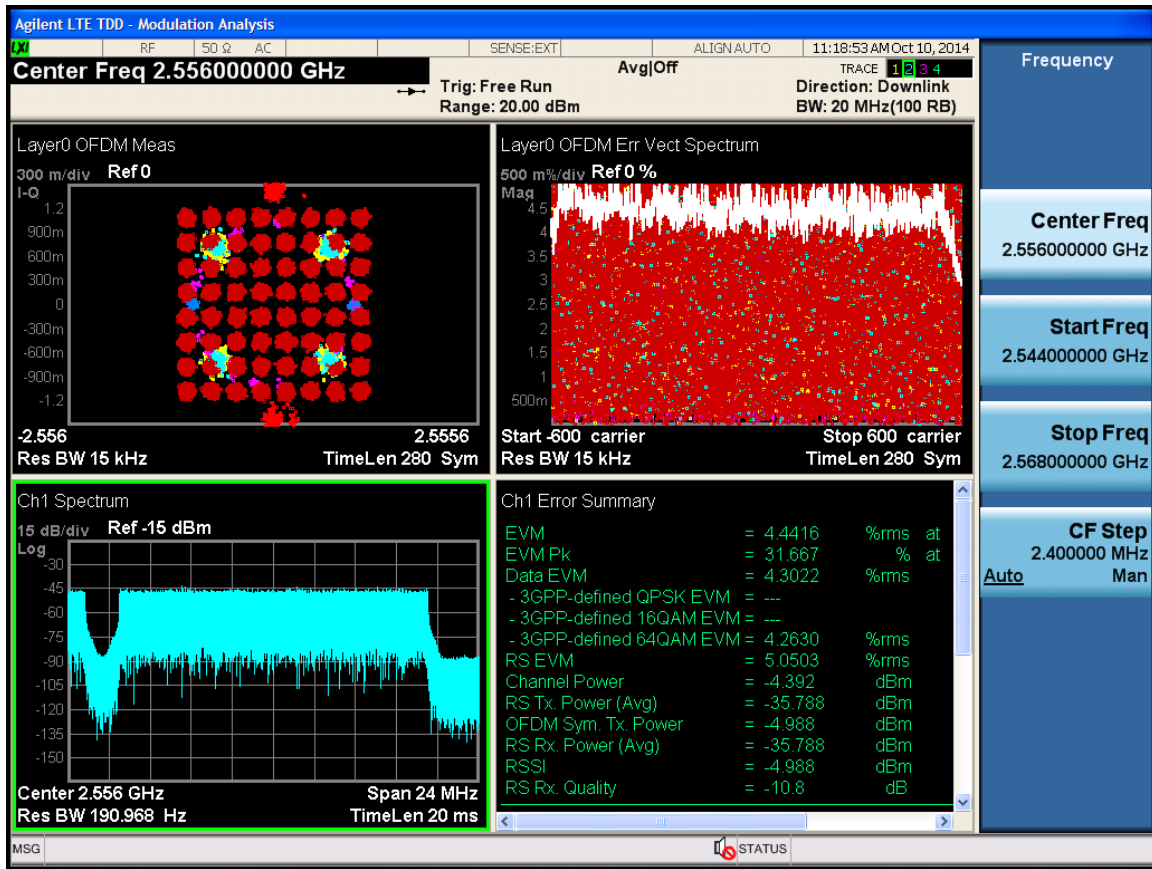 Agilent LTE TDD - Modulation Analysis
LXI RF 50 Ω AC SENSE:EXT ALIGN AUTO 11:18:53 AM Oct 10, 2014
Center Freq 2.556000000 GHz
Avg|Off
Trig: Free Run
Range: 20.00 dBm
TRACE 1 2 3 4
Direction: Downlink
BW: 20 MHz(100 RB)
Layer0 OFDM Meas
300 m/div Ref 0
I-Q
1.2
900m
600m
300m
0
-300m
-600m
-900m
-1.2
-2.556 2.5556
Res BW 15 kHz TimeLen 280 Sym
Layer0 OFDM Err Vect Spectrum
500 m%/div Ref 0 %
Mag
4.5
4
3.5
3
2.5
2
1.5
1
500m
Start -600 carrier Stop 600 carrier
Res BW 15 kHz TimeLen 280 Sym
Ch1 Spectrum
15 dB/div Ref -15 dBm
Log
-30
-45
-60
-75
-90
-105
-120
-135
-150
Center 2.556 GHz Span 24 MHz
Res BW 190.968 Hz TimeLen 20 ms
Ch1 Error Summary
EVM = 4.4416 %rms at
EVM Pk = 31.667 % at
Data EVM = 4.3022 %rms
- 3GPP-defined QPSK EVM = ---
- 3GPP-defined 16QAM EVM = ---
- 3GPP-defined 64QAM EVM = 4.2630 %rms
RS EVM = 5.0503 %rms
Channel Power = -4.392 dBm
RS Tx. Power (Avg) = -35.788 dBm
OFDM Sym. Tx. Power = -4.988 dBm
RS Rx. Power (Avg) = -35.788 dBm
RSSI = -4.988 dBm
RS Rx. Quality = -10.8 dB
Frequency
Center Freq
2.556000000 GHz
Start Freq
2.544000000 GHz
Stop Freq
2.568000000 GHz
CF Step
2.400000 MHz
Auto Man
MSG STATUS